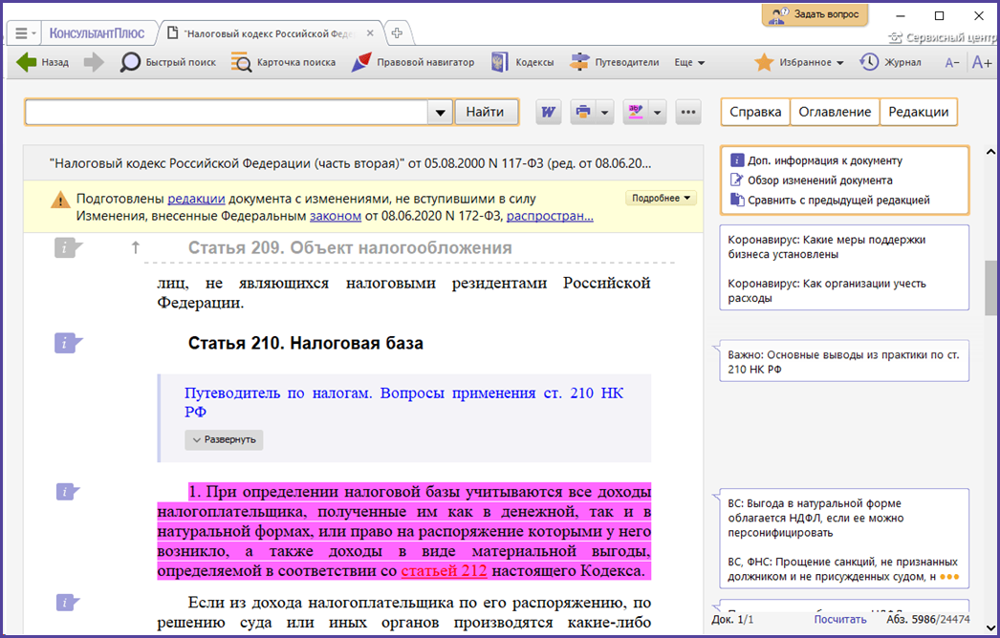 Задать вопрос
КонсультантПлюс
"Налоговый кодекс Российской Феде
Сервисный центр
Назад
Быстрый поиск
Карточка поиска
Правовой навигатор
Кодексы
Путеводители
Еще
Избранное
Журнал
A−
A+
Найти
W
Справка
Оглавление
Редакции
"Налоговый кодекс Российской Федерации (часть вторая)" от 05.08.2000 N 117-ФЗ (ред. от 08.06.20...
Подготовлены редакции документа с изменениями, не вступившими в силу
Подробнее
Изменения, внесенные Федеральным законом от 08.06.2020 N 172-ФЗ, распростран...
Статья 209. Объект налогообложения
лиц, не являющихся налоговыми резидентами Российской
Федерации.
Статья 210. Налоговая база
Путеводитель по налогам. Вопросы применения ст. 210 НК
РФ
Развернуть
1. При определении налоговой базы учитываются все доходы
налогоплательщика, полученные им как в денежной, так и в
натуральной формах, или право на распоряжение которыми у него
возникло, а также доходы в виде материальной выгоды,
определяемой в соответствии со статьей 212 настоящего Кодекса.
Если из дохода налогоплательщика по его распоряжению, по
решению суда или иных органов производятся какие-либо
Доп. информация к документу
Обзор изменений документа
Сравнить с предыдущей редакцией
Коронавирус: Какие меры поддержки
бизнеса установлены
Коронавирус: Как организации учесть
расходы
Важно: Основные выводы из практики по ст.
210 НК РФ
ВС: Выгода в натуральной форме
облагается НДФЛ, если ее можно
персонифицировать
ВС, ФНС: Прощение санкций, не признанных
должником и не присужденных судом, н
Док. 1/1
Посчитать
Абз. 5986/24474